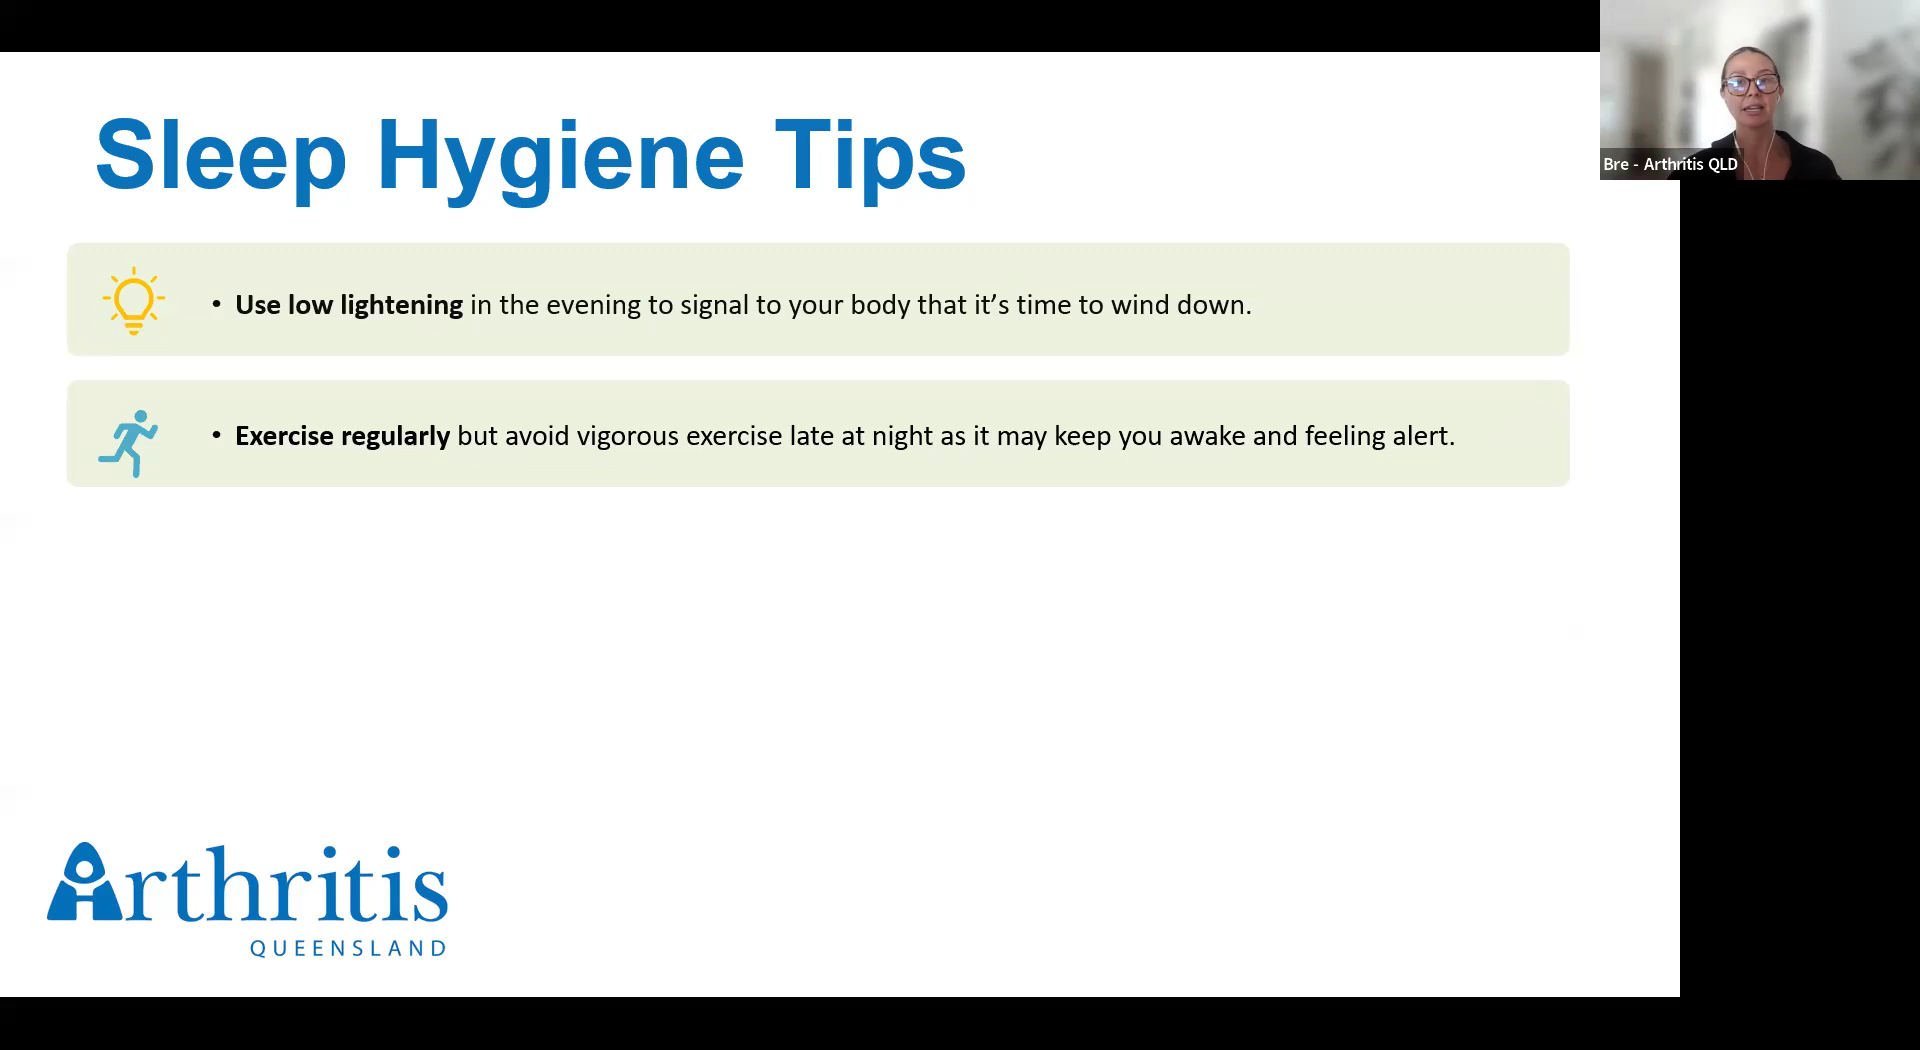 Sleep Hygiene Tips
• Use low lightening in the evening to signal to your body that it’s time to wind down.
• Exercise regularly but avoid vigorous exercise late at night as it may keep you awake and feeling alert.
Arthritis
QUEENSLAND
Bre - Arthritis QLD